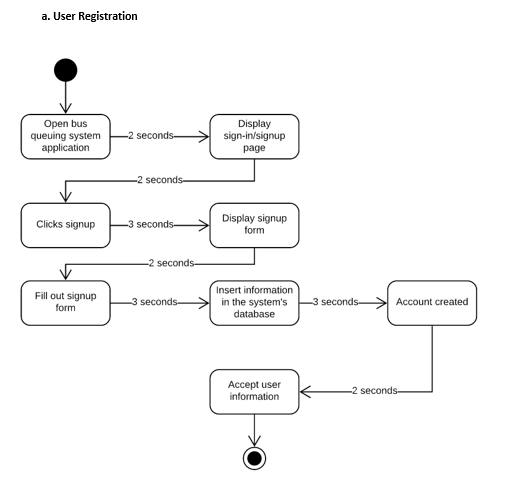 a. User Registration
Open bus
queuing system
application
2 seconds
Display
sign-in/signup
page
2 seconds
Clicks signup
3 seconds
Display signup
form
2 seconds
Fill out signup
form
3 seconds
Insert information
in the system's
database
3 seconds
Account created
2 seconds
Accept user
information